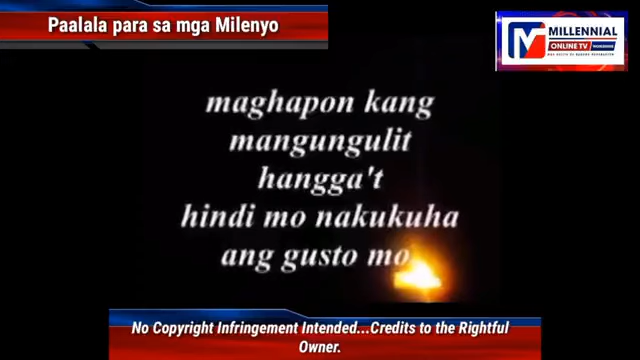 Paalala para sa mga Milenyo
MILLENNIAL
ONLINE TV
maghapon kang
mangungulit
hangga't
hindi mo nakukuha
ang gusto mo
No Copyright Infringement Intended...Credits to the Rightful
Owner.